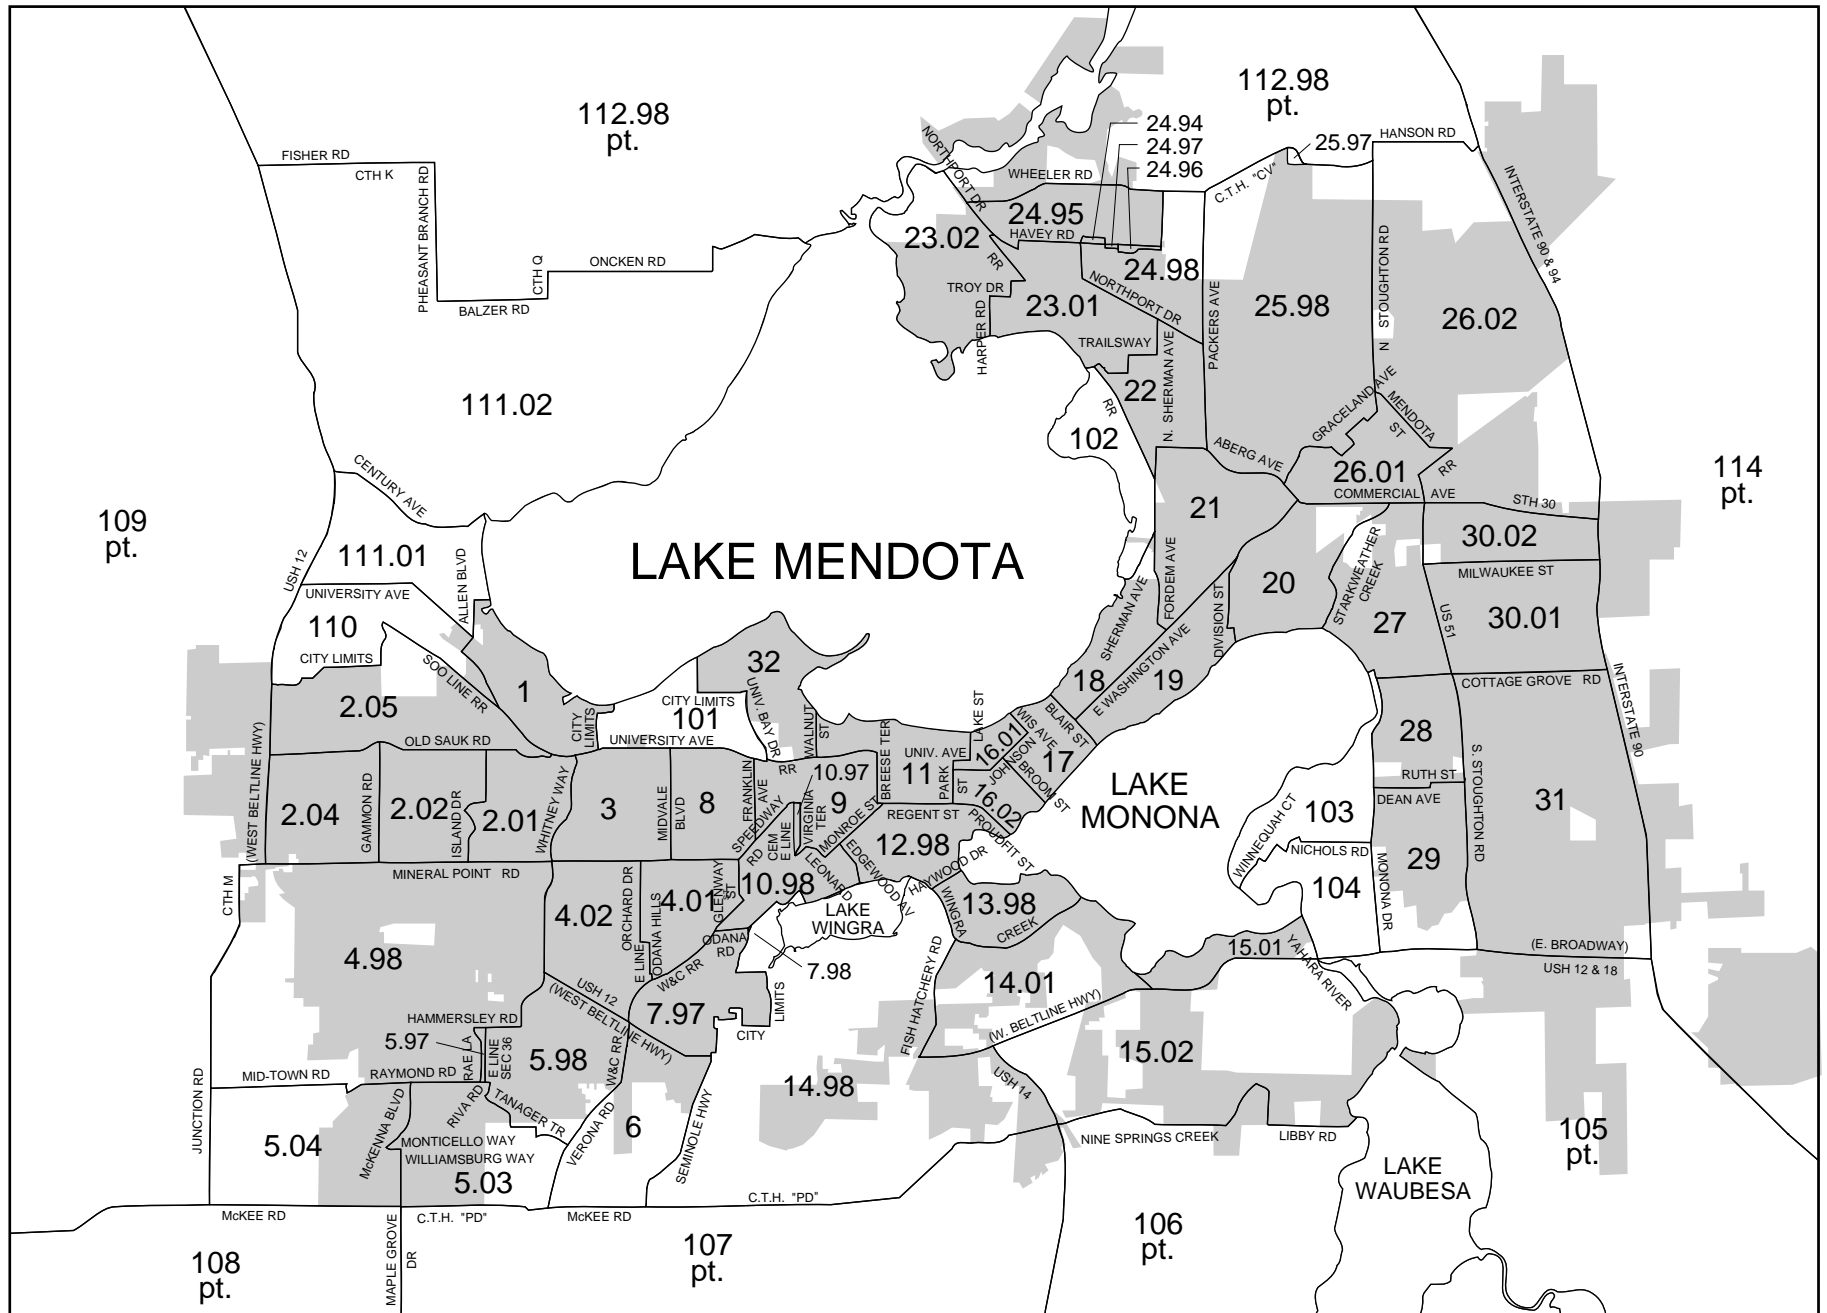 112.98
pt.
112.98
pt.
24.94
24.97
24.96
25.97
HANSON RD
FISHER RD
CTH K
PHEASANT BRANCH RD
NORTHPORT DR
WHEELER RD
C.T.H. "CV"
INTERSTATE 90 & 94
24.95
HAVEY RD
23.02
RR
CTH Q
ONCKEN RD
BALZER RD
TROY DR
HARPER RD
23.01
24.98
NORTHPORT DR
TRAILSWAY
PACKERS AVE
25.98
N STOUGHTON RD
26.02
111.02
22
RR
N. SHERMAN AVE
102
GRACELAND AVE
MENDOTA
ST
ABERG AVE
26.01
RR
COMMERCIAL AVE
STH 30
114
pt.
109
pt.
CENTURY AVE
111.01
USH 12
UNIVERSITY AVE
ALLEN BLVD
LAKE MENDOTA
21
FORDEM AVE
20
STARKWEATHER
CREEK
30.02
MILWAUKEE ST
27
US 51
30.01
110
CITY LIMITS
SOO LINE RR
1
2.05
32
SHERMAN AVE
DIVISION ST
18
E WASHINGTON AVE
19
COTTAGE GROVE RD
INTERSTATE 90
CITY
LIMITS
CITY LIMITS
101
UNIV. BAY DR
WALNUT
ST
LAKE ST
WIS AVE
BLAIR ST
(WEST BELTLINE HWY)
OLD SAUK RD
UNIVERSITY AVE
RR
10.97
BREESE TER
UNIV. AVE
11
PARK
ST
16.01
JOHNSON
S BROOM ST
17
28
RUTH ST
DEAN AVE
S. STOUGHTON RD
31
LAKE
MONONA
2.04
GAMMON RD
2.02
ISLAND DR
2.01
WHITNEY WAY
3
MIDVALE
BLVD
8
FRANKLIN
AVE
SPEEDWAY
RD
CEM
E LINE
VIRGINIA
TER
9
MONROE ST
REGENT ST
16.02
PROUDFIT ST
12.98
WINNEQUAH CT
103
NICHOLS RD
104
MONONA DR
29
MINERAL POINT RD
CTH M
4.02
ORCHARD DR
E LINE
ODANA HILLS
4.01
GLENWAY
ST
10.98
LEONARD
EDGEWOOD AV
HAYWOOD DR
LAKE
WINGRA
WINGRA
CREEK
13.98
ODANA
RD
7.98
W&C RR
4.98
USH 12
(WEST BELTLINE HWY)
7.97
CITY
LIMITS
FISH HATCHERY RD
14.01
(W. BELTLINE HWY)
15.01
YAHARA RIVER
(E. BROADWAY)
USH 12 & 18
HAMMERSLEY RD
5.97
RAE LA
E LINE
SEC 36
5.98
W&C RR
15.02
USH 14
14.98
JUNCTION RD
MID-TOWN RD
RAYMOND RD
McKENNA BLVD
RIVA RD
TANAGER TR
VERONA RD
6
SEMINOLE HWY
5.04
MONTICELLO WAY
WILLIAMSBURG WAY
5.03
NINE SPRINGS CREEK
LIBBY RD
105
pt.
LAKE
WAUBESA
McKEE RD
C.T.H. "PD"
McKEE RD
C.T.H. "PD"
MAPLE GROVE
DR
108
pt.
107
pt.
106
pt.